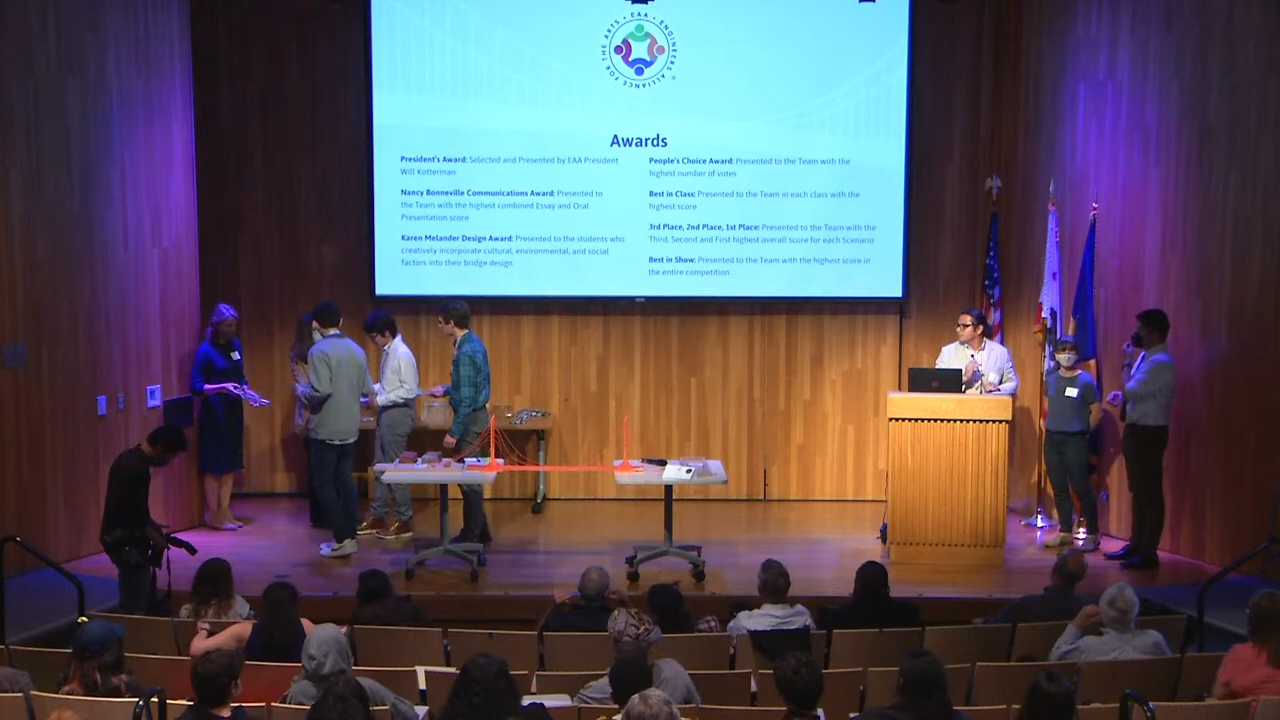 EAA • ENGINEERS ALLIANCE FOR THE ARTS •
Awards
President's Award: Selected and Presented by EAA President
Will Kotterman
Nancy Bonneville Communications Award: Presented to
the Team with the highest combined Essay and Oral
Presentation score
Karen Melander Design Award: Presented to the students who
creatively incorporate cultural, environmental, and social
factors into their bridge design
People's Choice Award: Presented to the Team with the
highest number of votes
Best in Class: Presented to the Team in each class with the
highest score
3rd Place, 2nd Place, 1st Place: Presented to the Team with the
Third, Second and First highest overall score for each Scenario
Best in Show: Presented to the Team with the highest score in
the entire competition